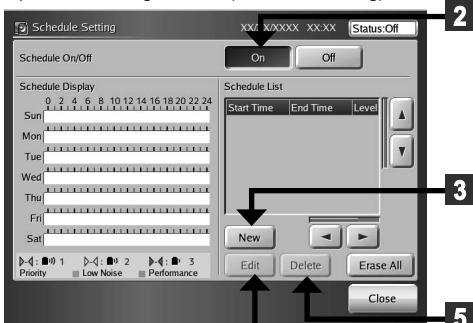 Schedule Setting
XX/XX/XXXX XX:XX
Status:Off
2
Schedule On/Off
On
Off
Schedule Display
Schedule List
0 2 4 6 8 10 12 14 16 18 20 22 24
Start Time End Time Level
Sun
Mon
Tue
Wed
Thu
Fri
Sat
3
New
1 2 3
Priority Low Noise Performance
Edit
Delete
Erase All
Close
5